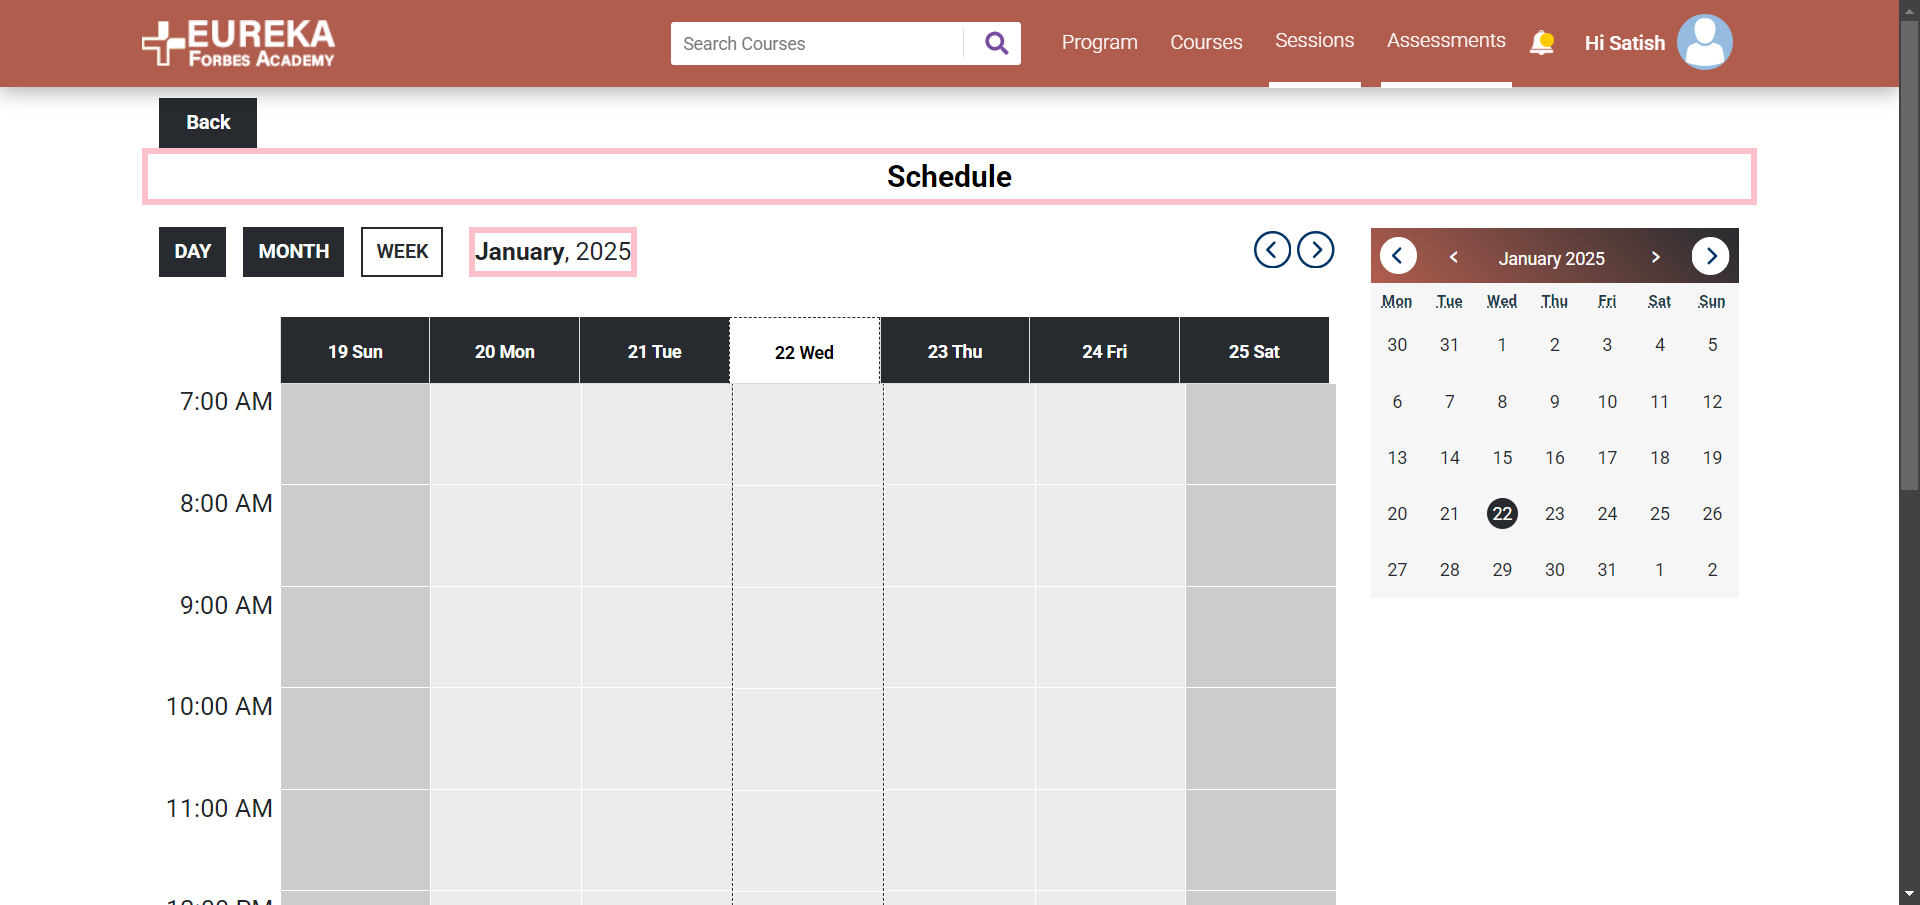 EUREKA
FORBES ACADEMY
Search Courses
Program Courses Sessions Assessments Hi Satish
Back
Schedule
DAY MONTH WEEK January, 2025
January 2025
Mon Tue Wed Thu Fri Sat Sun
30 31 1 2 3 4 5
6 7 8 9 10 11 12
13 14 15 16 17 18 19
20 21 22 23 24 25 26
27 28 29 30 31 1 2
19 Sun 20 Mon 21 Tue 22 Wed 23 Thu 24 Fri 25 Sat
7:00 AM
8:00 AM
9:00 AM
10:00 AM
11:00 AM